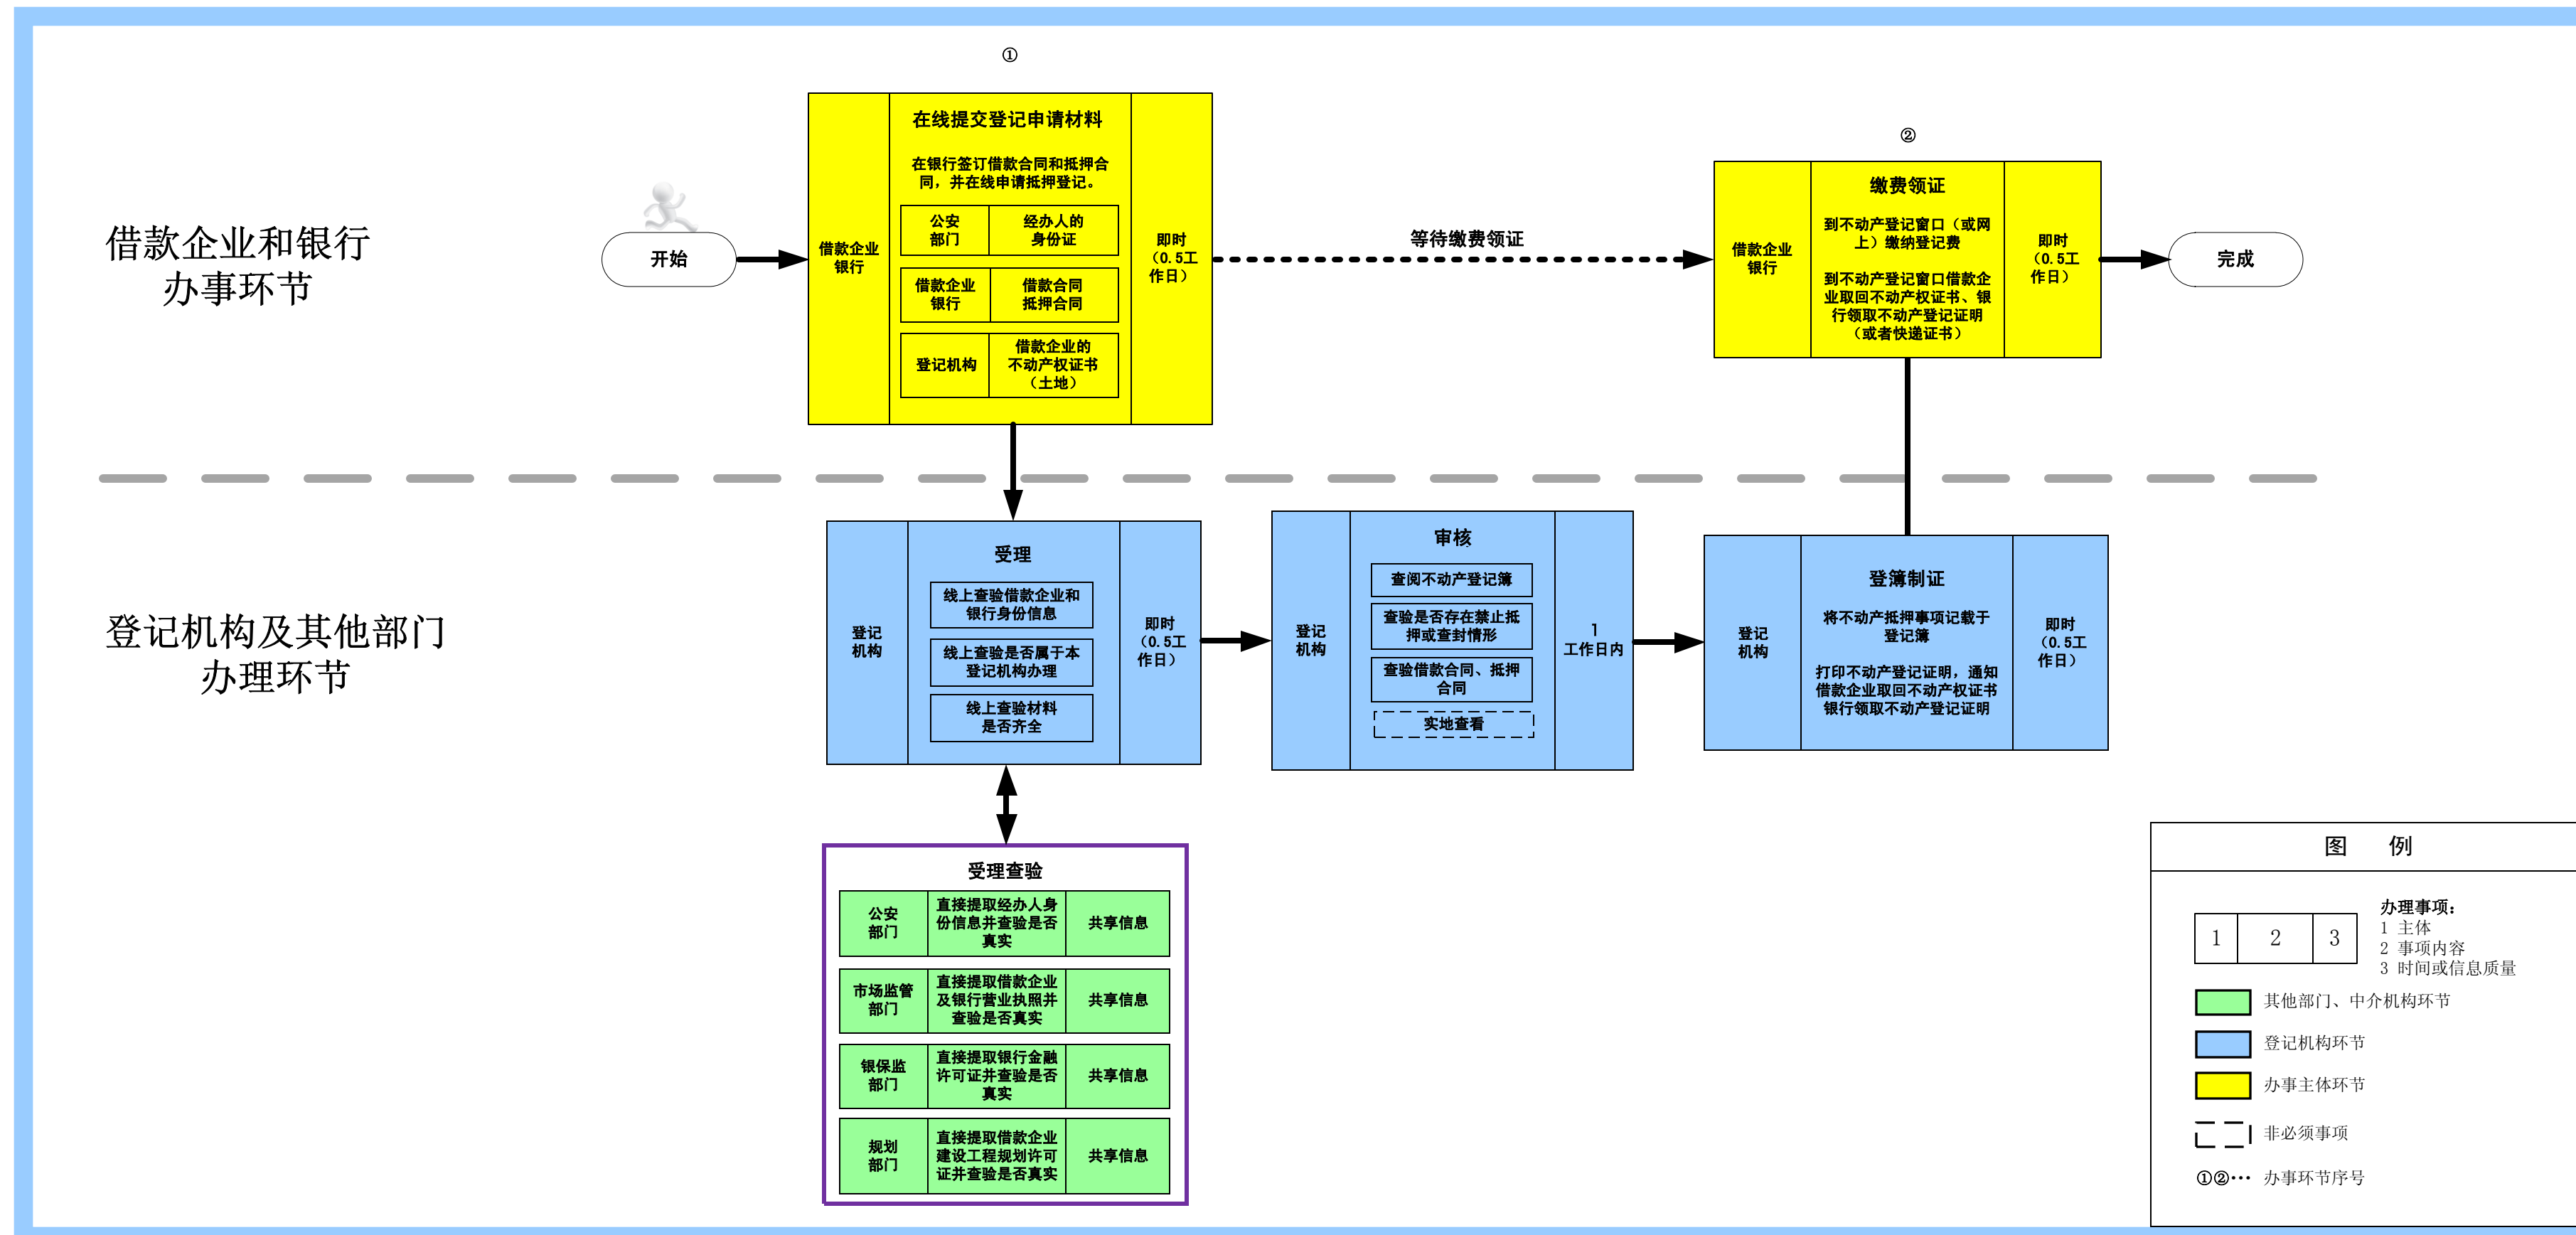 借款企业和银行
办事环节
开始
①
借款企业
银行
在线提交登记申请材料
在银行签订借款合同和抵押合
同，并在线申请抵押登记。
公安
部门
经办人的
身份证
借款企业
银行
借款合同
抵押合同
登记机构
借款企业的
不动产权证书
（土地）
即时
（0.5工
作日）
等待缴费领证
②
借款企业
银行
缴费领证
到不动产登记窗口（或网
上）缴纳登记费
到不动产登记窗口借款企
业取回不动产权证书、银
行领取不动产登记证明
（或者快递证书）
即时
（0.5工
作日）
完成
登记机构及其他部门
办理环节
登记
机构
受理
线上查验借款企业和
银行身份信息
线上查验是否属于本
登记机构办理
线上查验材料
是否齐全
即时
（0.5工
作日）
登记
机构
审核
查阅不动产登记簿
查验是否存在禁止抵
押或查封情形
查验借款合同、抵押
合同
实地查看
1
工作日内
登记
机构
登簿制证
将不动产抵押事项记载于
登记簿
打印不动产登记证明，通知
借款企业取回不动产权证书
银行领取不动产登记证明
即时
（0.5工
作日）
受理查验
公安
部门
直接提取经办人身
份信息并查验是否
真实
共享信息
市场监管
部门
直接提取借款企业
及银行营业执照并
查验是否真实
共享信息
银保监
部门
直接提取银行金融
许可证并查验是否
真实
共享信息
规划
部门
直接提取借款企业
建设工程规划许可
证并查验是否真实
共享信息
图 例
1 2 3
办理事项：
1 主体
2 事项内容
3 时间或信息质量
其他部门、中介机构环节
登记机构环节
办事主体环节
非必须事项
①②… 办事环节序号